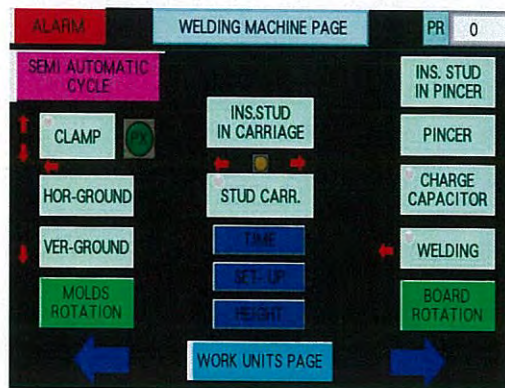 ALARM
WELDING MACHINE PAGE
PR 0
SEMI AUTOMATIC
CYCLE
CLAMP
PX
HOR-GROUND
VER-GROUND
MOLDS
ROTATION
INS.STUD
IN CARRIAGE
STUD CARR.
TIME
SET-UP
HEIGHT
WORK UNITS PAGE
INS. STUD
IN PINCER
PINCER
CHARGE
CAPACITOR
WELDING
BOARD
ROTATION